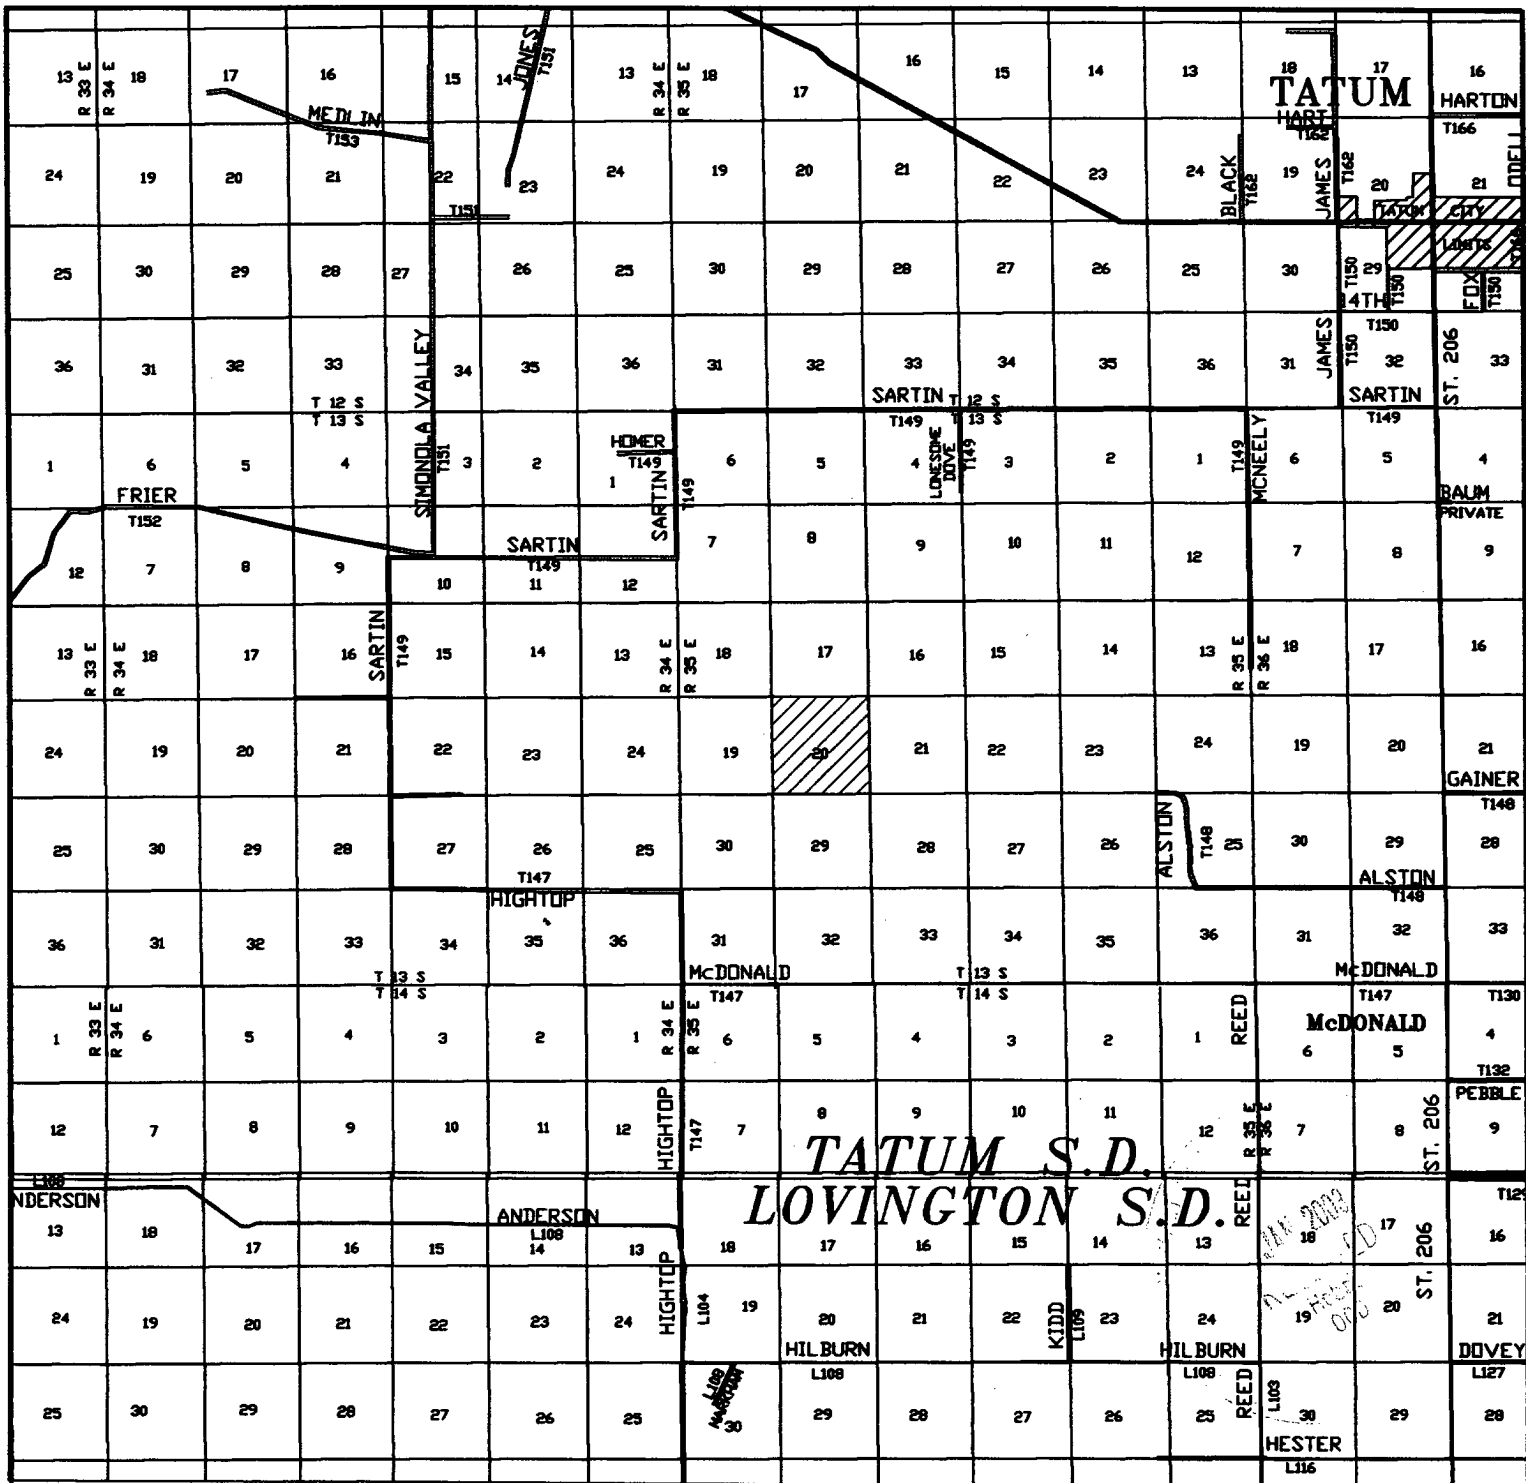 13 R 33 E R 34 E 18 17 16 15 14 JONES T151 13 R 34 E R 35 E 18 17 16 15 14 13 18 17 16
TATUM
MEDLIN T153 HART T162 HARTON T166
24 19 20 21 22 23 24 19 20 21 22 23 24 BLACK T162 19 JAMES T162 20 21 ODELL
T151 TATUM CITY
LIMITS
25 30 29 28 27 26 25 30 29 28 27 26 25 30 T150 29 T150 FOX T150
14TH
T150
36 31 32 33 SIMONOLA VALLEY 34 35 36 31 32 33 34 35 36 31 JAMES T150 32 ST. 206 33
T 12 S SARTIN T 12 S SARTIN
T 13 S T149 T 13 S T149
1 6 5 4 T151 3 2 HOMER T149 1 SARTIN T149 6 5 4 LONESOME DOVE T149 3 2 1 T149 MCNEELY 6 5 4
FRIER BAUM
T152 PRIVATE
SARTIN
T149
12 7 8 9 10 11 12 7 8 9 10 11 12 7 8 9
13 R 33 E R 34 E 18 17 16 SARTIN T149 15 14 13 R 34 E R 35 E 18 17 16 15 14 13 R 35 E R 36 E 18 17 16
24 19 20 21 22 23 24 19 20 21 22 23 24 19 20 21
GAINER
T148
25 30 29 28 27 26 25 30 29 28 27 26 ALSTON T148 25 30 29 28
T147 ALSTON
HIGHTOP T148
36 31 32 33 34 35 36 31 32 33 34 35 36 31 32 33
T 13 S McDONALD T 13 S McDONALD
T 14 S T147 T 14 S T147 T130
McDONALD
1 R 33 E R 34 E 6 5 4 3 2 1 R 34 E R 35 E 6 5 4 3 2 1 REED 6 5 4
T132
PEBBLE
12 7 8 9 10 11 12 HIGHTOP T147 7 8 9 10 11 12 R 35 E R 36 E 7 8 ST. 206 9
TATUM S.D.
LOVINGTON S.D.
L108 T129
NDERSON ANDERSON REED
L108
13 18 17 16 15 14 13 HIGHTOP 18 17 16 15 14 13 18 17 ST. 206 16
JAN 2003
24 19 20 21 22 23 24 L104 19 20 21 22 KIDD L109 23 24 19 20 21
HILBURN HILBURN DOVEY
L108 L108 L127
25 30 29 28 27 26 25 L108 30 29 28 27 26 25 REED L103 30 29 28
HESTER
L116